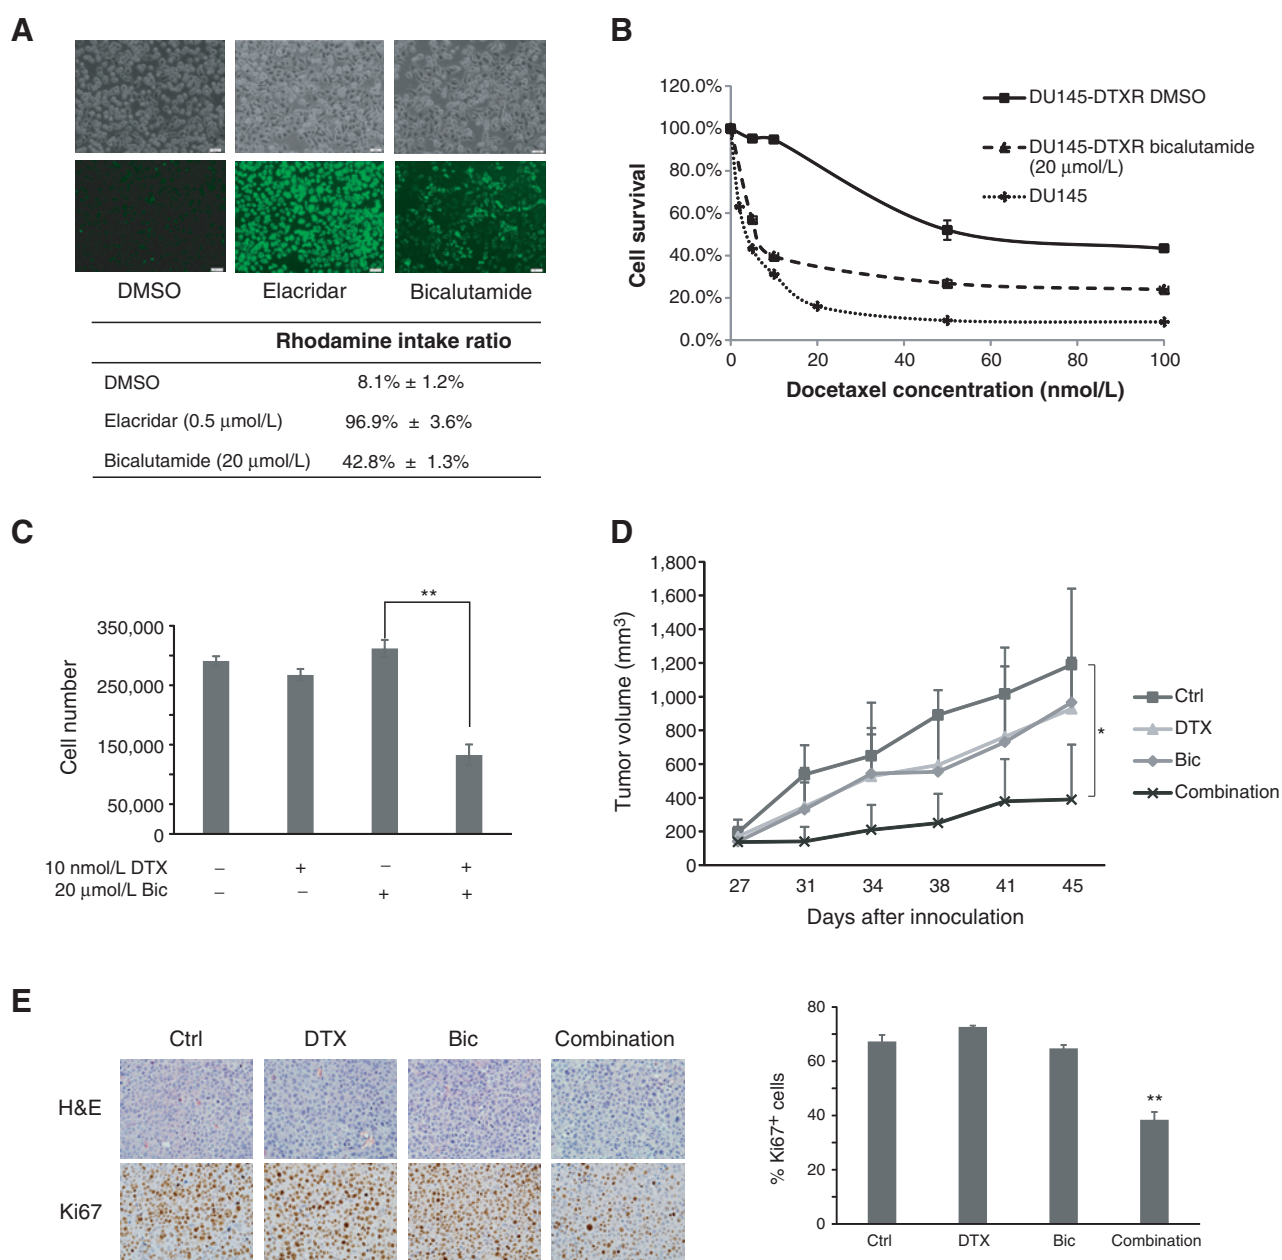 A
DMSO
Elacridar
Bicalutamide
Rhodamine intake ratio
DMSO 8.1% ± 1.2%
Elacridar (0.5 μmol/L) 96.9% ± 3.6%
Bicalutamide (20 μmol/L) 42.8% ± 1.3%
B
120.0%
100.0%
80.0%
60.0%
40.0%
20.0%
0.0%
Cell survival
0 20 40 60 80 100
Docetaxel concentration (nmol/L)
DU145-DTXR DMSO
DU145-DTXR bicalutamide
(20 μmol/L)
DU145
C
350,000
250,000
150,000
50,000
0
Cell number
**
10 nmol/L DTX – + – +
20 μmol/L Bic – – + +
D
1,800
1,600
1,400
1,200
1,000
800
600
400
200
0
Tumor volume (mm³)
27 31 34 38 41 45
Days after innoculation
*
Ctrl
DTX
Bic
Combination
E
Ctrl DTX Bic Combination
H&E
Ki67
80
60
40
20
0
% Ki67⁺ cells
**
Ctrl DTX Bic Combination